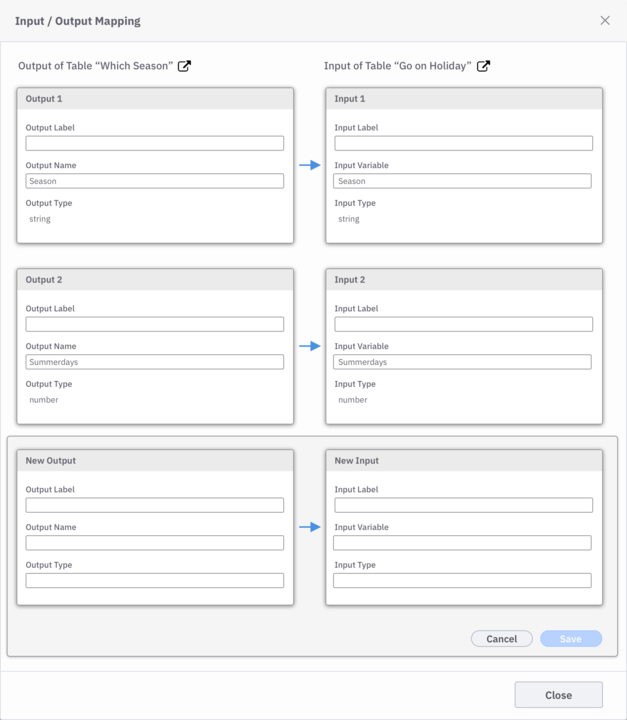 Input / Output Mapping
Output of Table “Which Season”
Input of Table “Go on Holiday”
Output 1
Output Label
Output Name
Season
Output Type
string
Input 1
Input Label
Input Variable
Season
Input Type
string
Output 2
Output Label
Output Name
Summerdays
Output Type
number
Input 2
Input Label
Input Variable
Summerdays
Input Type
number
New Output
Output Label
Output Name
Output Type
New Input
Input Label
Input Variable
Input Type
Cancel
Save
Close